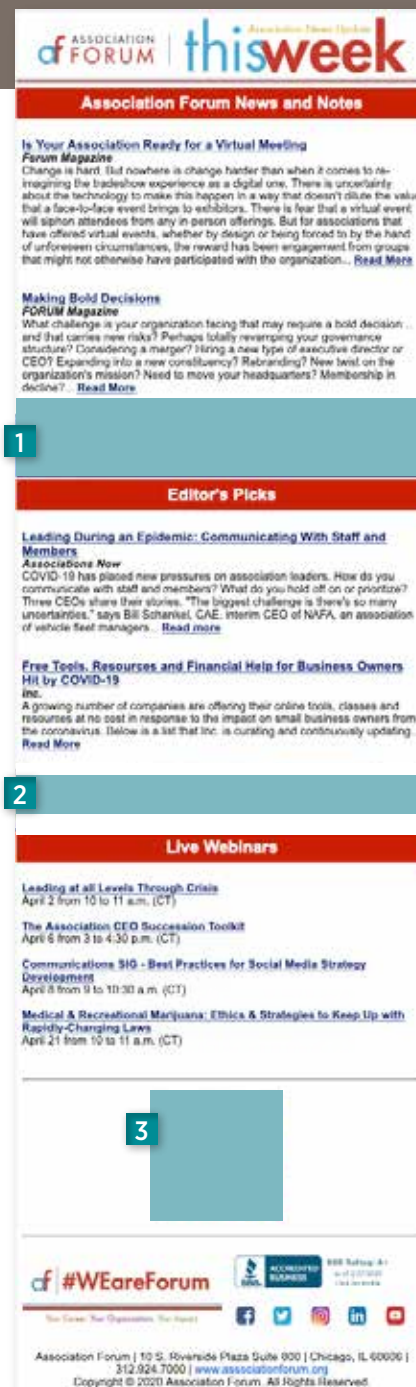 ASSOCIATION
FORUM
Association News Update
thisweek
Association Forum News and Notes
Is Your Association Ready for a Virtual Meeting
Forum Magazine
Change is hard. But nowhere is change harder than when it comes to re-
imagining the tradeshow experience as a digital one. There is uncertainty
about the technology to make this happen in a way that doesn't dilute the value
that a face-to-face event brings to exhibitors. There is fear that a virtual event
will siphon attendees from any in-person offerings. But for associations that
have offered virtual events, whether by design or being forced to by the hand
of unforeseen circumstances, the reward has been engagement from groups
that might not otherwise have participated with the organization... Read More
Making Bold Decisions
FORUM Magazine
What challenge is your organization facing that may require a bold decision ...
and that carries new risks? Perhaps totally revamping your governance
structure? Considering a merger? Hiring a new type of executive director or
CEO? Expanding into a new constituency? Rebranding? New twist on the
organization's mission? Need to move your headquarters? Membership in
decline?... Read More
1
Editor's Picks
Leading During an Epidemic: Communicating With Staff and
Members
Associations Now
COVID-19 has placed new pressures on association leaders. How do you
communicate with staff and members? What do you hold off on or prioritize?
Three CEOs share their stories. "The biggest challenge is there's so many
uncertainties," says Bill Schankel, CAE, interim CEO of NAFA, an association
of vehicle fleet managers... Read more
Free Tools, Resources and Financial Help for Business Owners
Hit by COVID-19
Inc.
A growing number of companies are offering their online tools, classes and
resources at no cost in response to the impact on small business owners from
the coronavirus. Below is a list that Inc. is curating and continuously updating...
Read More
2
Live Webinars
Leading at all Levels Through Crisis
April 2 from 10 to 11 a.m. (CT)
The Association CEO Succession Toolkit
April 6 from 3 to 4:30 p.m. (CT)
Communications SIG - Best Practices for Social Media Strategy
Development
April 8 from 9 to 10:30 a.m. (CT)
Medical & Recreational Marijuana: Ethics & Strategies to Keep Up with
Rapidly-Changing Laws
April 21 from 10 to 11 a.m. (CT)
3
af #WEareForum
Your Career. Your Organization. Your Impact.
BBB
ACCREDITED
BUSINESS
BBB Rating: A+
Association Forum | 10 S. Riverside Plaza Suite 800 | Chicago, IL 60606 |
312.924.7000 | www.associationforum.org
Copyright © 2020 Association Forum. All Rights Reserved.